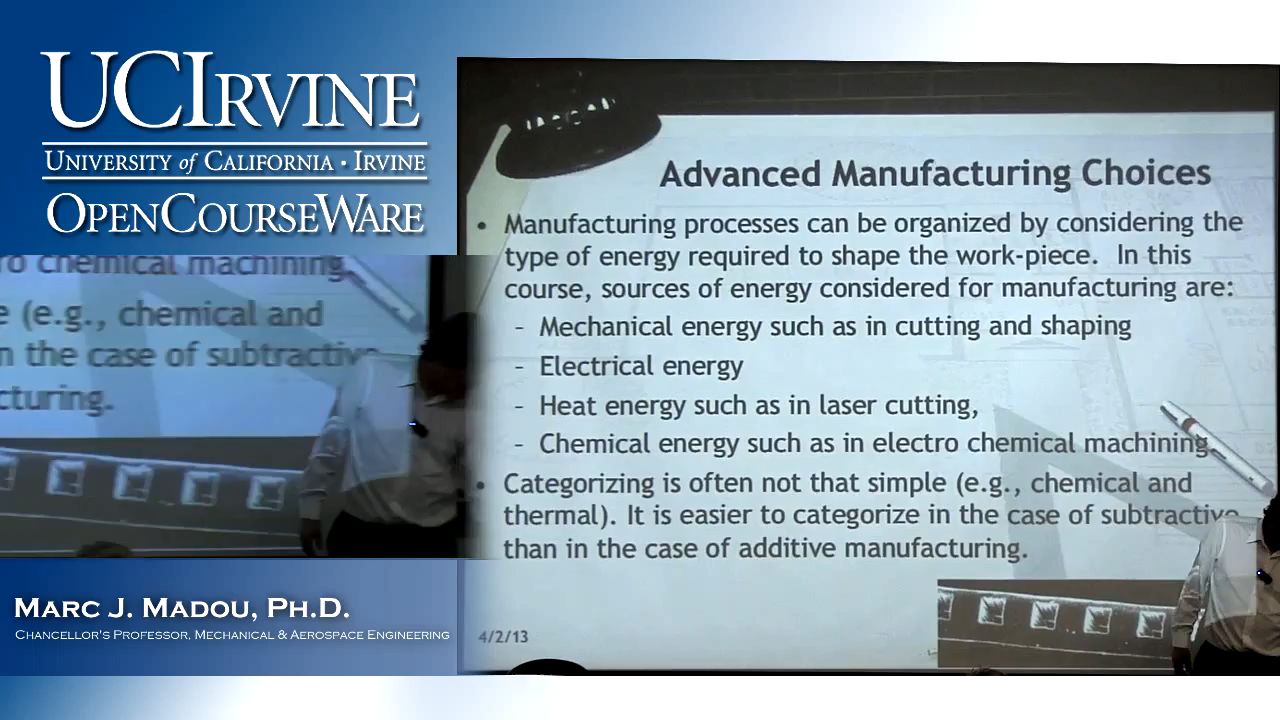 UCIRVINE
UNIVERSITY of CALIFORNIA · IRVINE
OPENCOURSEWARE
ro chemical machining
e (e.g., chemical and
n the case of subtractive
cturing.
MARC J. MADOU, PH.D.
CHANCELLOR'S PROFESSOR, MECHANICAL & AEROSPACE ENGINEERING
Advanced Manufacturing Choices
• Manufacturing processes can be organized by considering the
type of energy required to shape the work-piece. In this
course, sources of energy considered for manufacturing are:
– Mechanical energy such as in cutting and shaping
– Electrical energy
– Heat energy such as in laser cutting,
– Chemical energy such as in electro chemical machining
• Categorizing is often not that simple (e.g., chemical and
thermal). It is easier to categorize in the case of subtractive
than in the case of additive manufacturing.
4/2/13